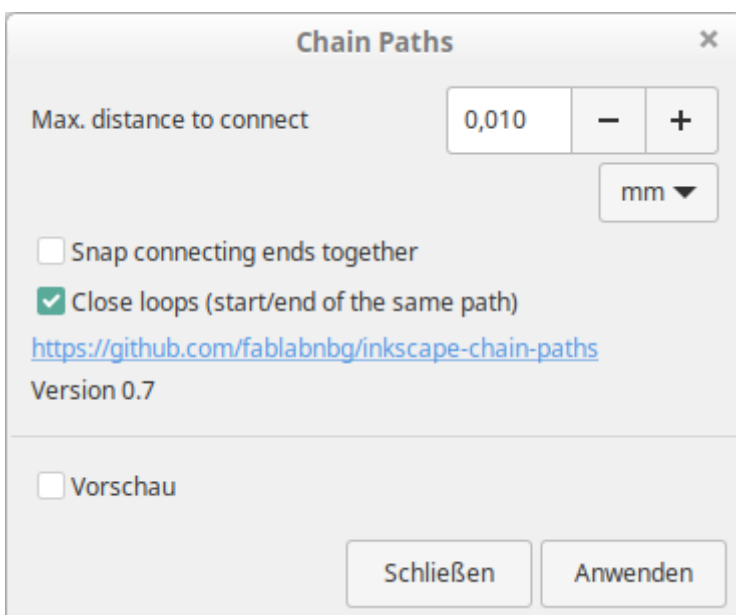 Chain Paths
Max. distance to connect 0,010
mm
Snap connecting ends together
Close loops (start/end of the same path)
https://github.com/fablabnbg/inkscape-chain-paths
Version 0.7
Vorschau
Schließen Anwenden